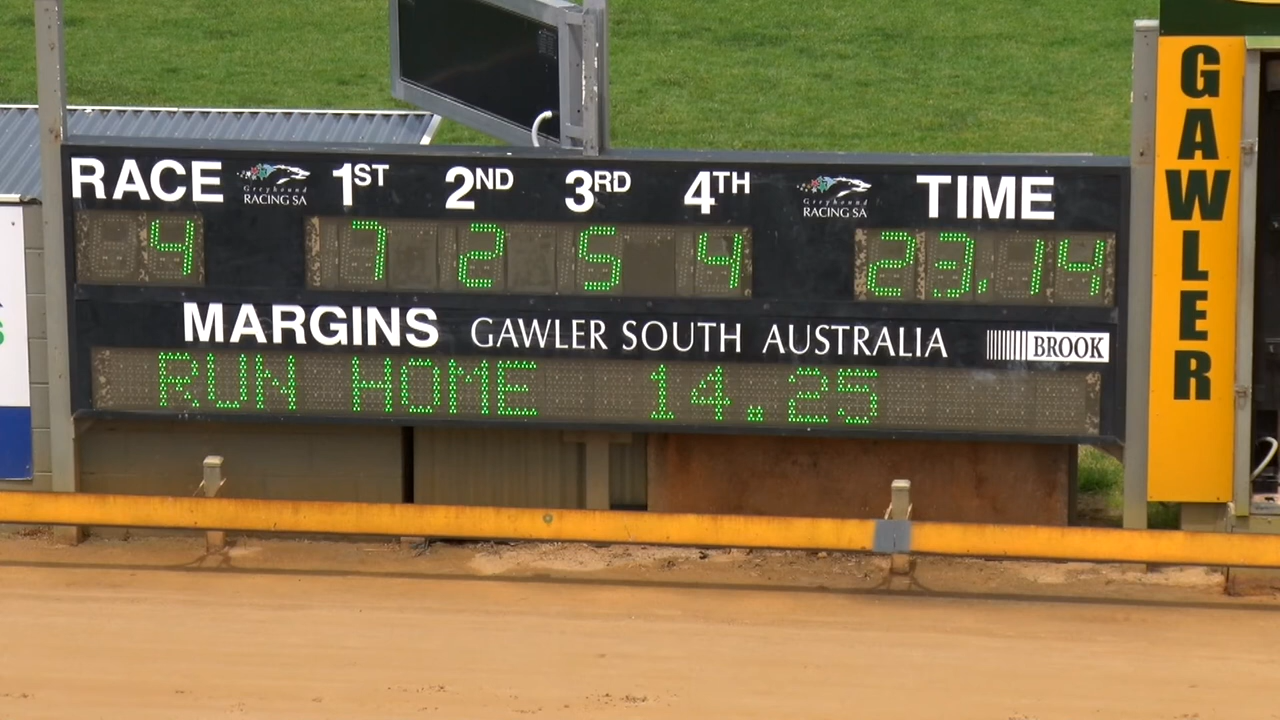 RACE Greyhound RACING SA 1ST 2ND 3RD 4TH Greyhound RACING SA TIME
4 7 2 5 4 23.14
MARGINS GAWLER SOUTH AUSTRALIA BROOK
RUN HOME 14.25
GAWLER